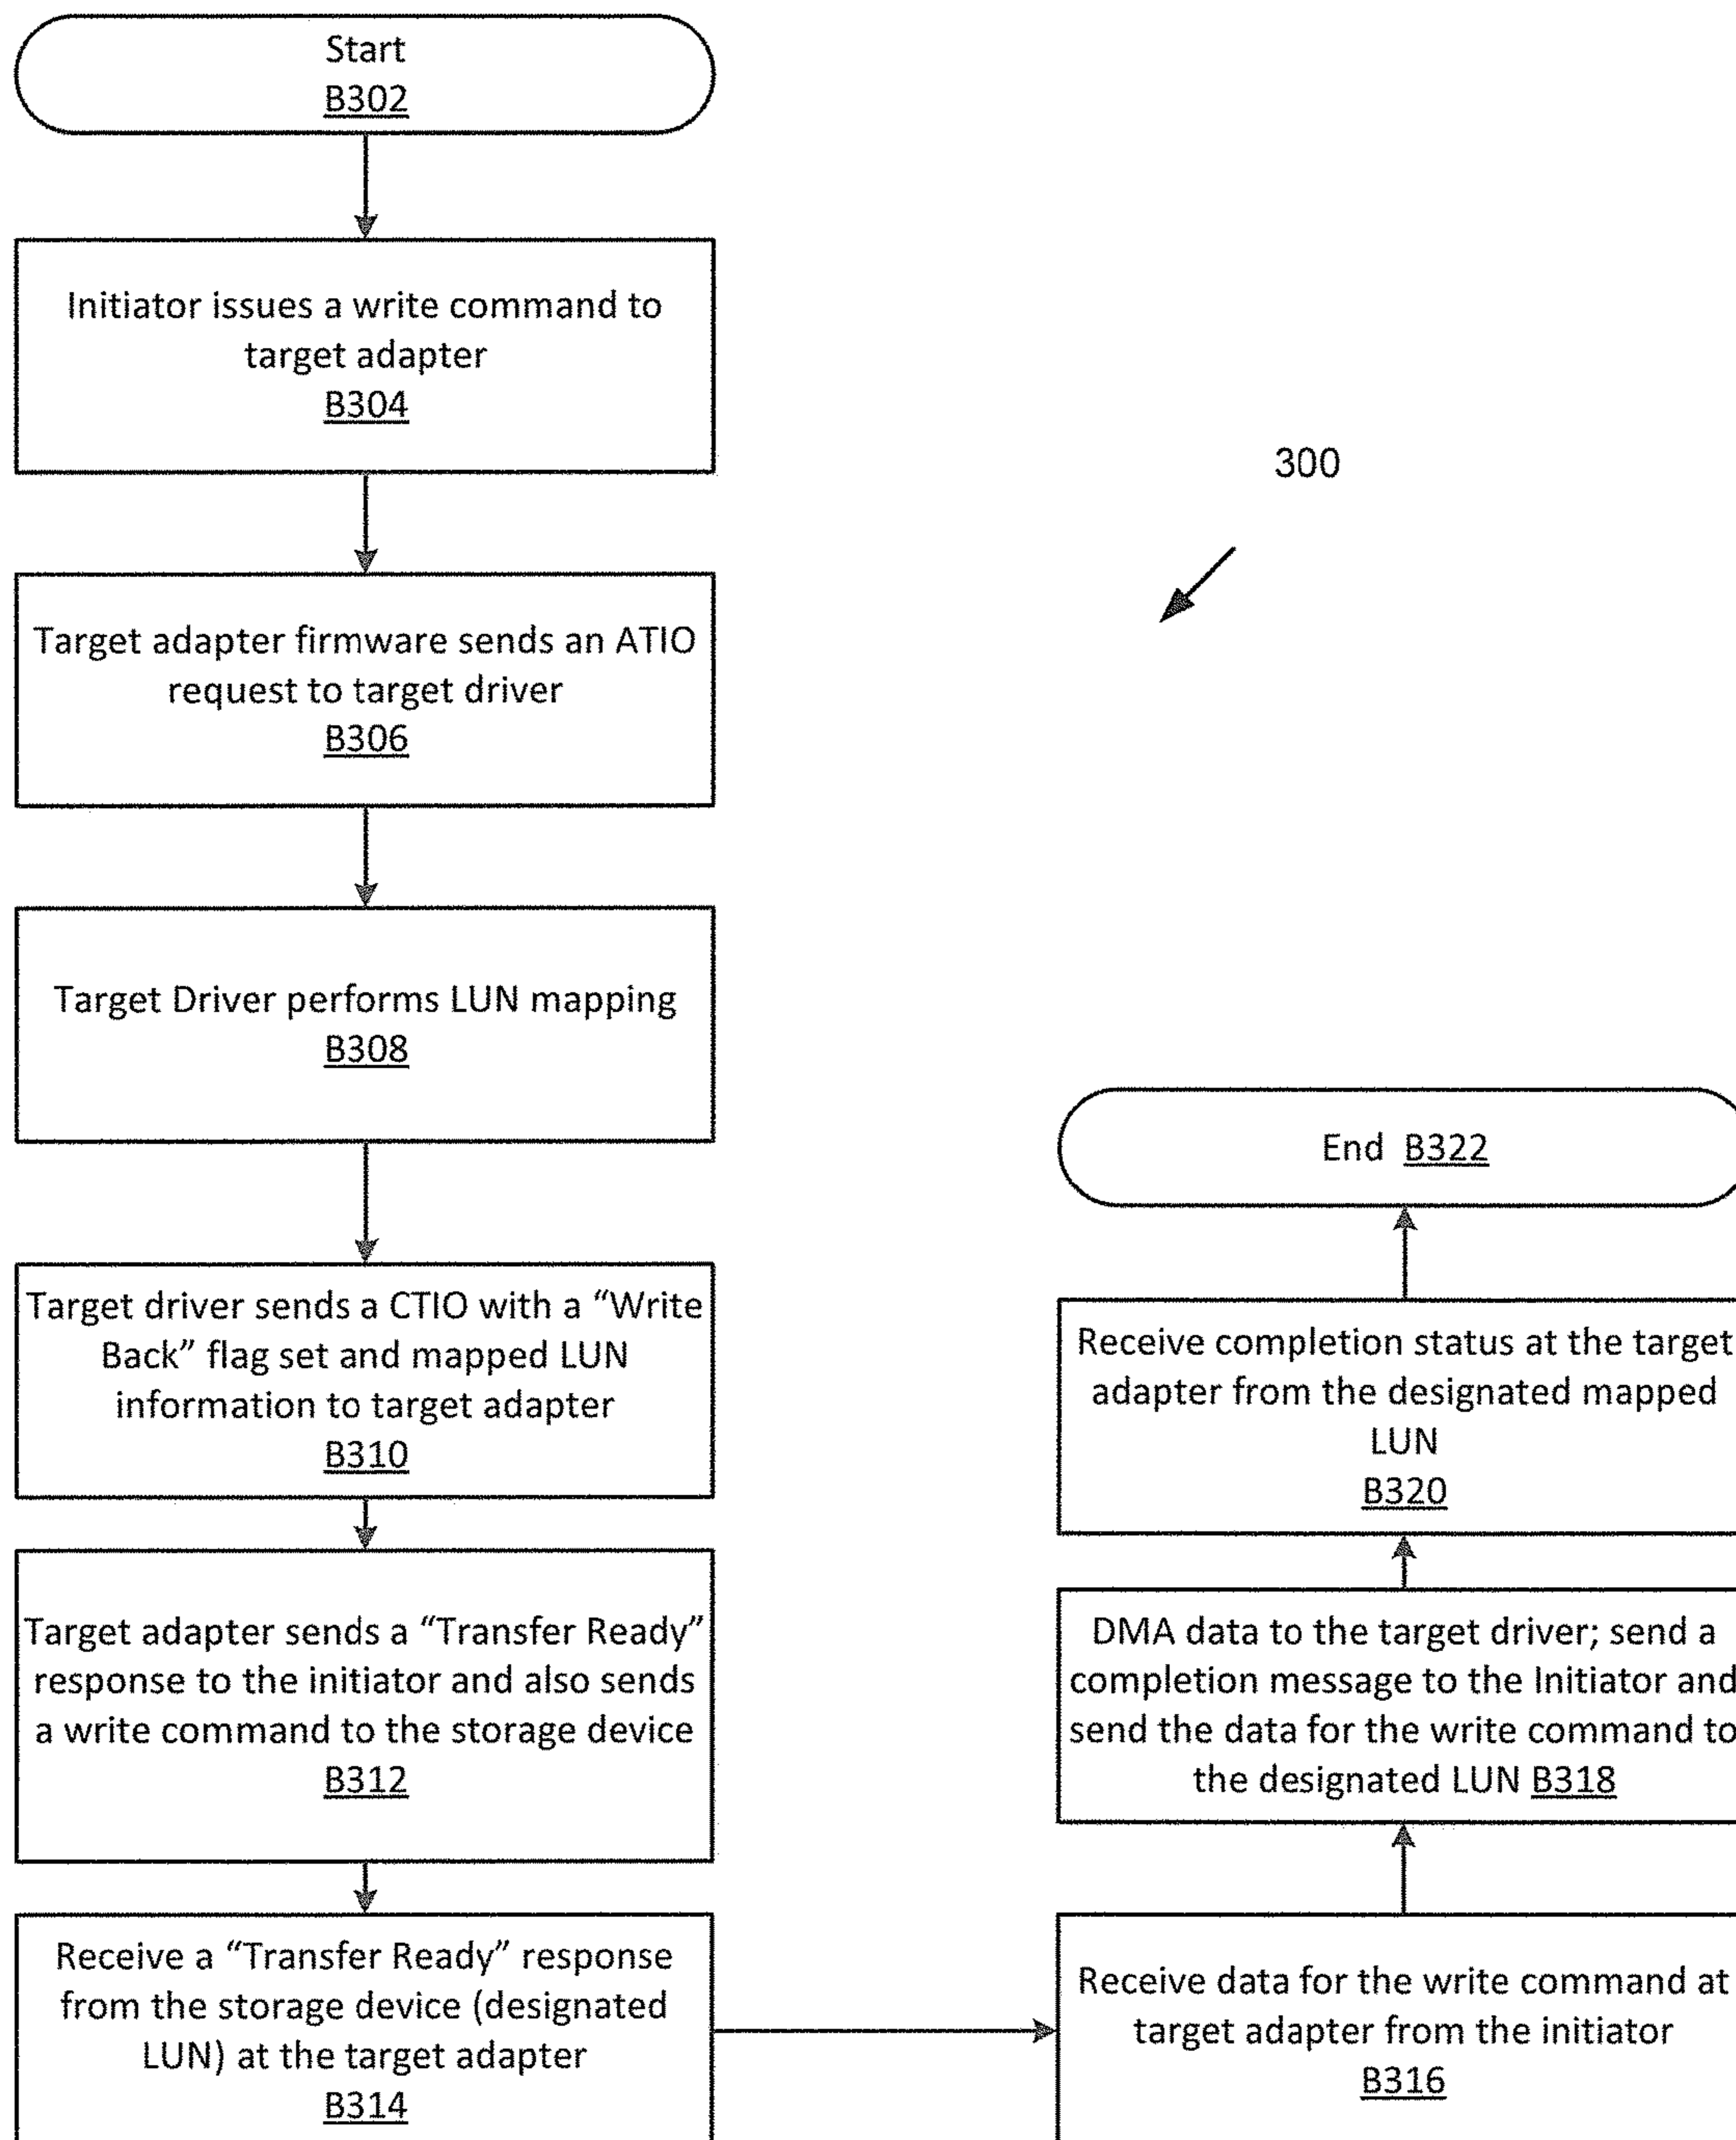 Start
B302
Initiator issues a write command to
target adapter
B304
300
Target adapter firmware sends an ATIO
request to target driver
B306
Target Driver performs LUN mapping
B308
Target driver sends a CTIO with a “Write
Back” flag set and mapped LUN
information to target adapter
B310
Target adapter sends a “Transfer Ready”
response to the initiator and also sends
a write command to the storage device
B312
Receive a “Transfer Ready” response
from the storage device (designated
LUN) at the target adapter
B314
Receive data for the write command at
target adapter from the initiator
B316
DMA data to the target driver; send a
completion message to the Initiator and
send the data for the write command to
the designated LUN B318
Receive completion status at the target
adapter from the designated mapped
LUN
B320
End B322